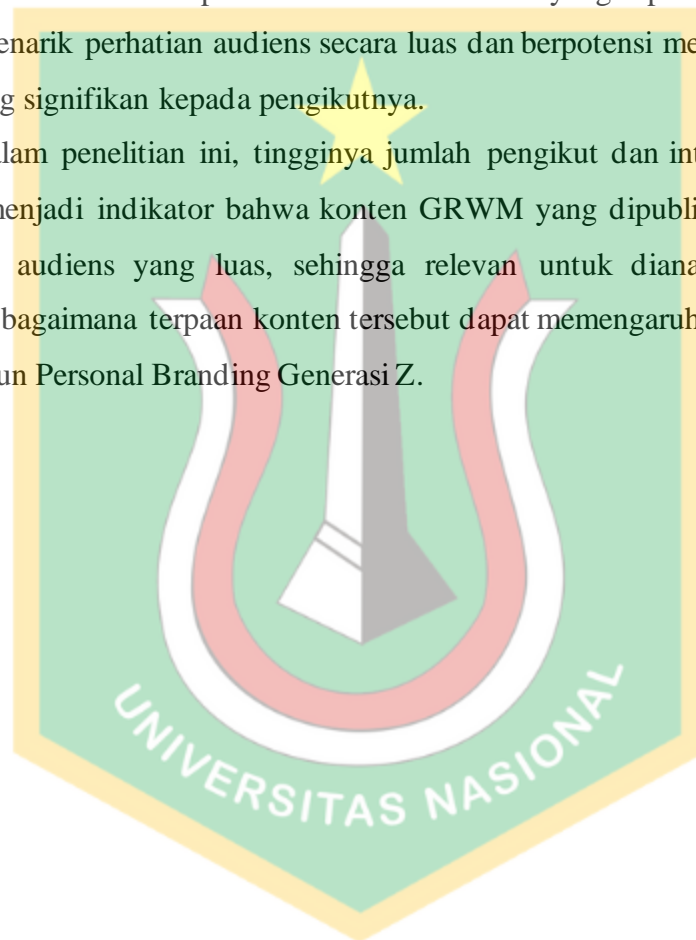 enarik perhatian audiens secara luas dan berpotensi me
g signifikan kepada pengikutnya.
alam penelitian ini, tingginya jumlah pengikut dan int
menjadi indikator bahwa konten GRWM yang dipubli
audiens yang luas, sehingga relevan untuk diana
bagaimana terpaan konten tersebut dapat memengaruh
un Personal Branding Generasi Z.
UNIVERSITAS NASIONAL